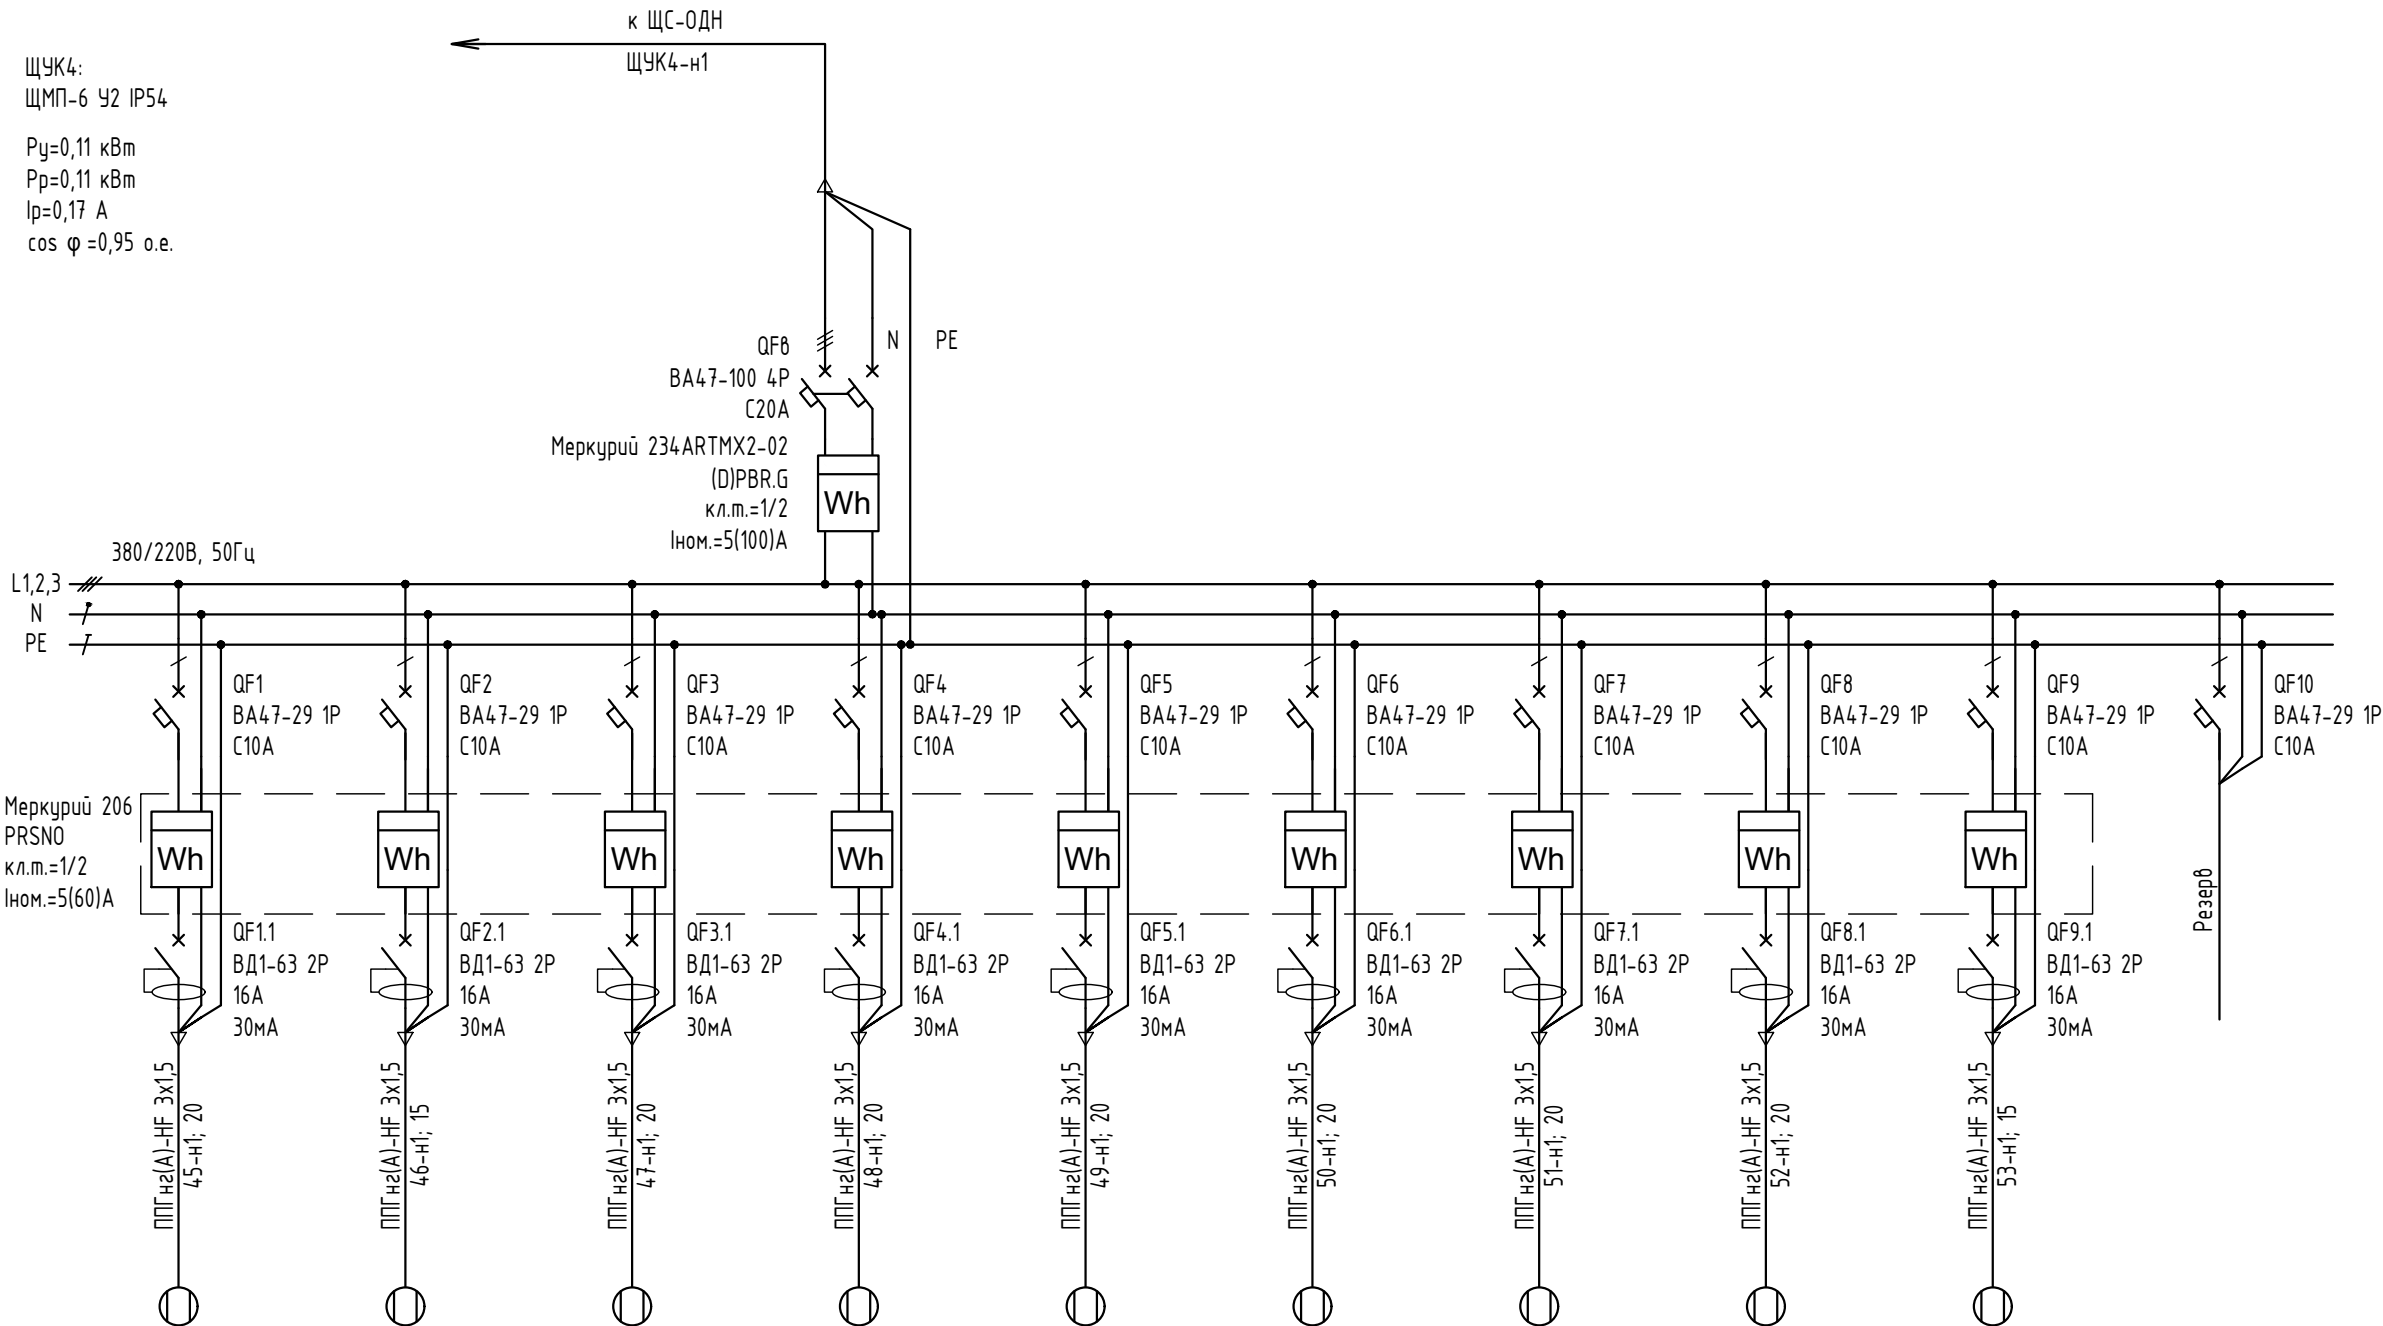 к ЩС-ОДН
ЩУК4-н1
ЩУК4:
ЩМП-6 У2 IP54
Ру=0,11 кВт
Рр=0,11 кВт
Iр=0,17 А
cos φ =0,95 о.е.
QFв
ВА47-100 4Р
С20А
N
PE
Меркурий 234ARTMX2-02
(D)PBR.G
кл.т.=1/2
Iном.=5(100)А
Wh
380/220В, 50Гц
L1,2,3
N
PE
QF1
ВА47-29 1Р
С10А
QF2
ВА47-29 1Р
С10А
QF3
ВА47-29 1Р
С10А
QF4
ВА47-29 1Р
С10А
QF5
ВА47-29 1Р
С10А
QF6
ВА47-29 1Р
С10А
QF7
ВА47-29 1Р
С10А
QF8
ВА47-29 1Р
С10А
QF9
ВА47-29 1Р
С10А
QF10
ВА47-29 1Р
С10А
Меркурий 206
PRSNO
кл.т.=1/2
Iном.=5(60)А
Wh
Wh
Wh
Wh
Wh
Wh
Wh
Wh
Wh
Резерв
QF1.1
ВД1-63 2Р
16А
30мА
QF2.1
ВД1-63 2Р
16А
30мА
QF3.1
ВД1-63 2Р
16А
30мА
QF4.1
ВД1-63 2Р
16А
30мА
QF5.1
ВД1-63 2Р
16А
30мА
QF6.1
ВД1-63 2Р
16А
30мА
QF7.1
ВД1-63 2Р
16А
30мА
QF8.1
ВД1-63 2Р
16А
30мА
QF9.1
ВД1-63 2Р
16А
30мА
ППГнг(А)-HF 3х1,5
45-н1; 20
ППГнг(А)-HF 3х1,5
46-н1; 15
ППГнг(А)-HF 3х1,5
47-н1; 20
ППГнг(А)-HF 3х1,5
48-н1; 20
ППГнг(А)-HF 3х1,5
49-н1; 20
ППГнг(А)-HF 3х1,5
50-н1; 20
ППГнг(А)-HF 3х1,5
51-н1; 20
ППГнг(А)-HF 3х1,5
52-н1; 20
ППГнг(А)-HF 3х1,5
53-н1; 15